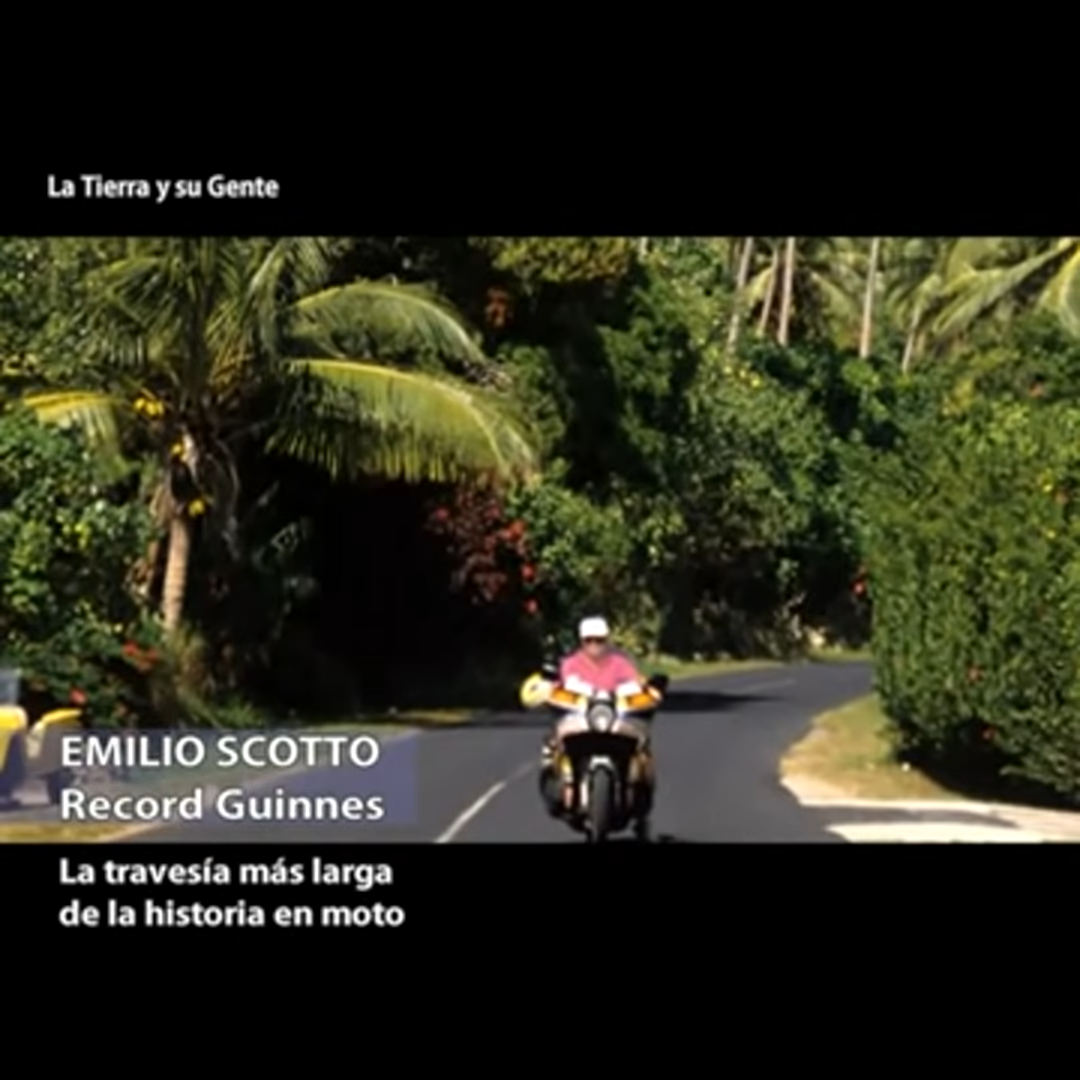 La Tierra y su Gente
EMILIO SCOTTO
Record Guinnes
La travesía más larga
de la historia en moto